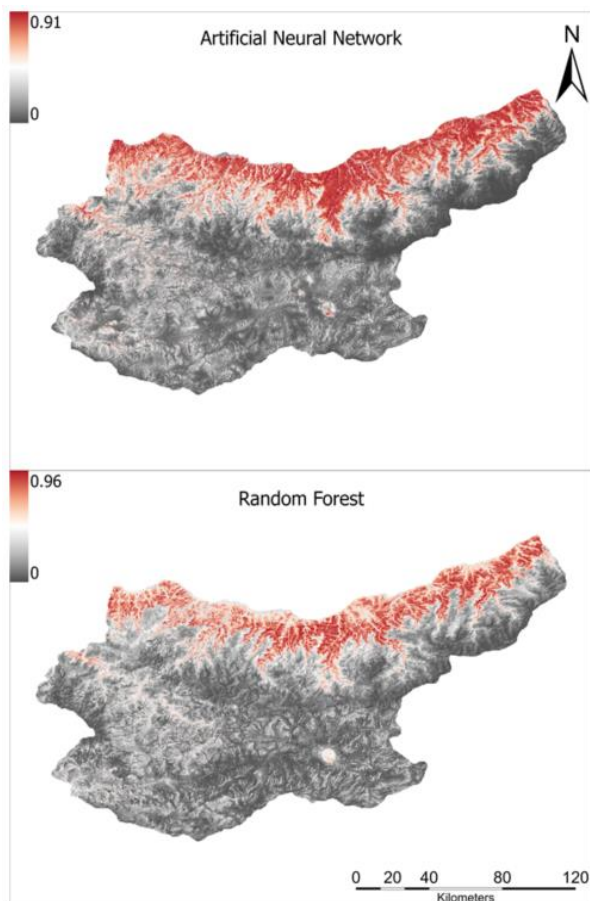 0.91
Artificial Neural Network
N
0
0.96
Random Forest
0
0 20 40 80 120
Kilometers